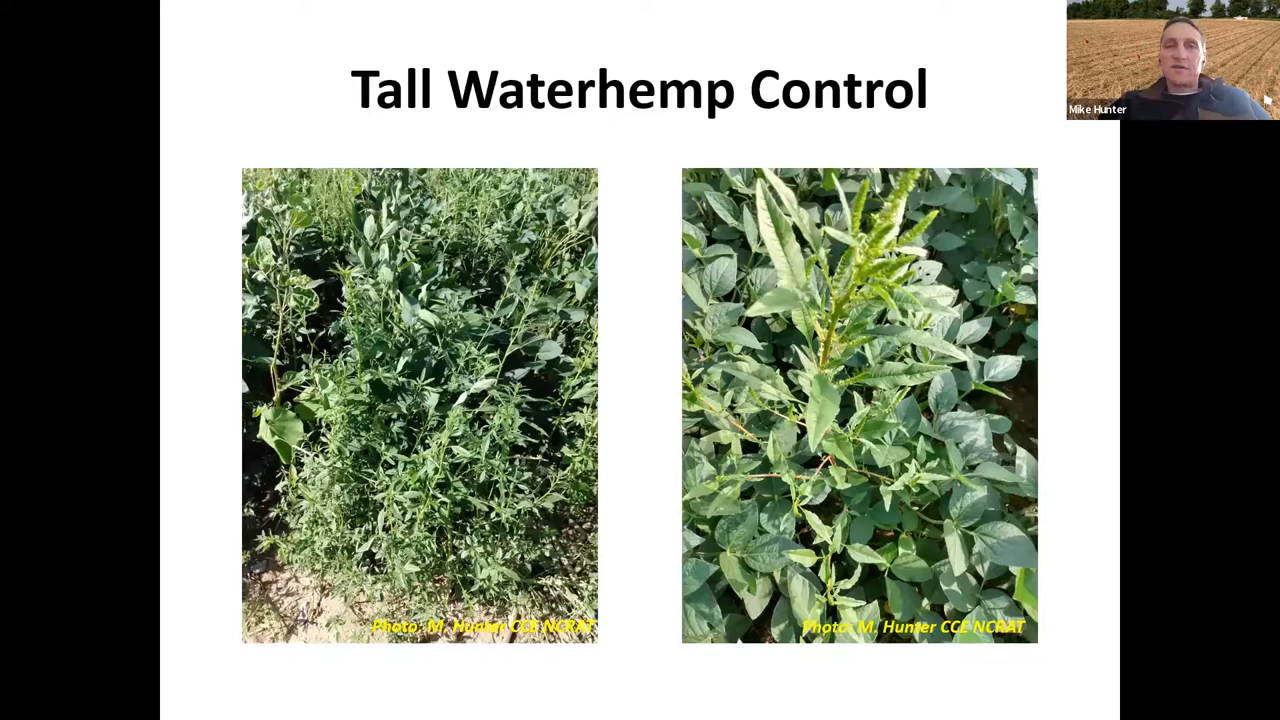 Tall Waterhemp Control
Mike Hunter
Photo: M. Hunter CCE NCRAT
Photo: M. Hunter CCE NCRAT